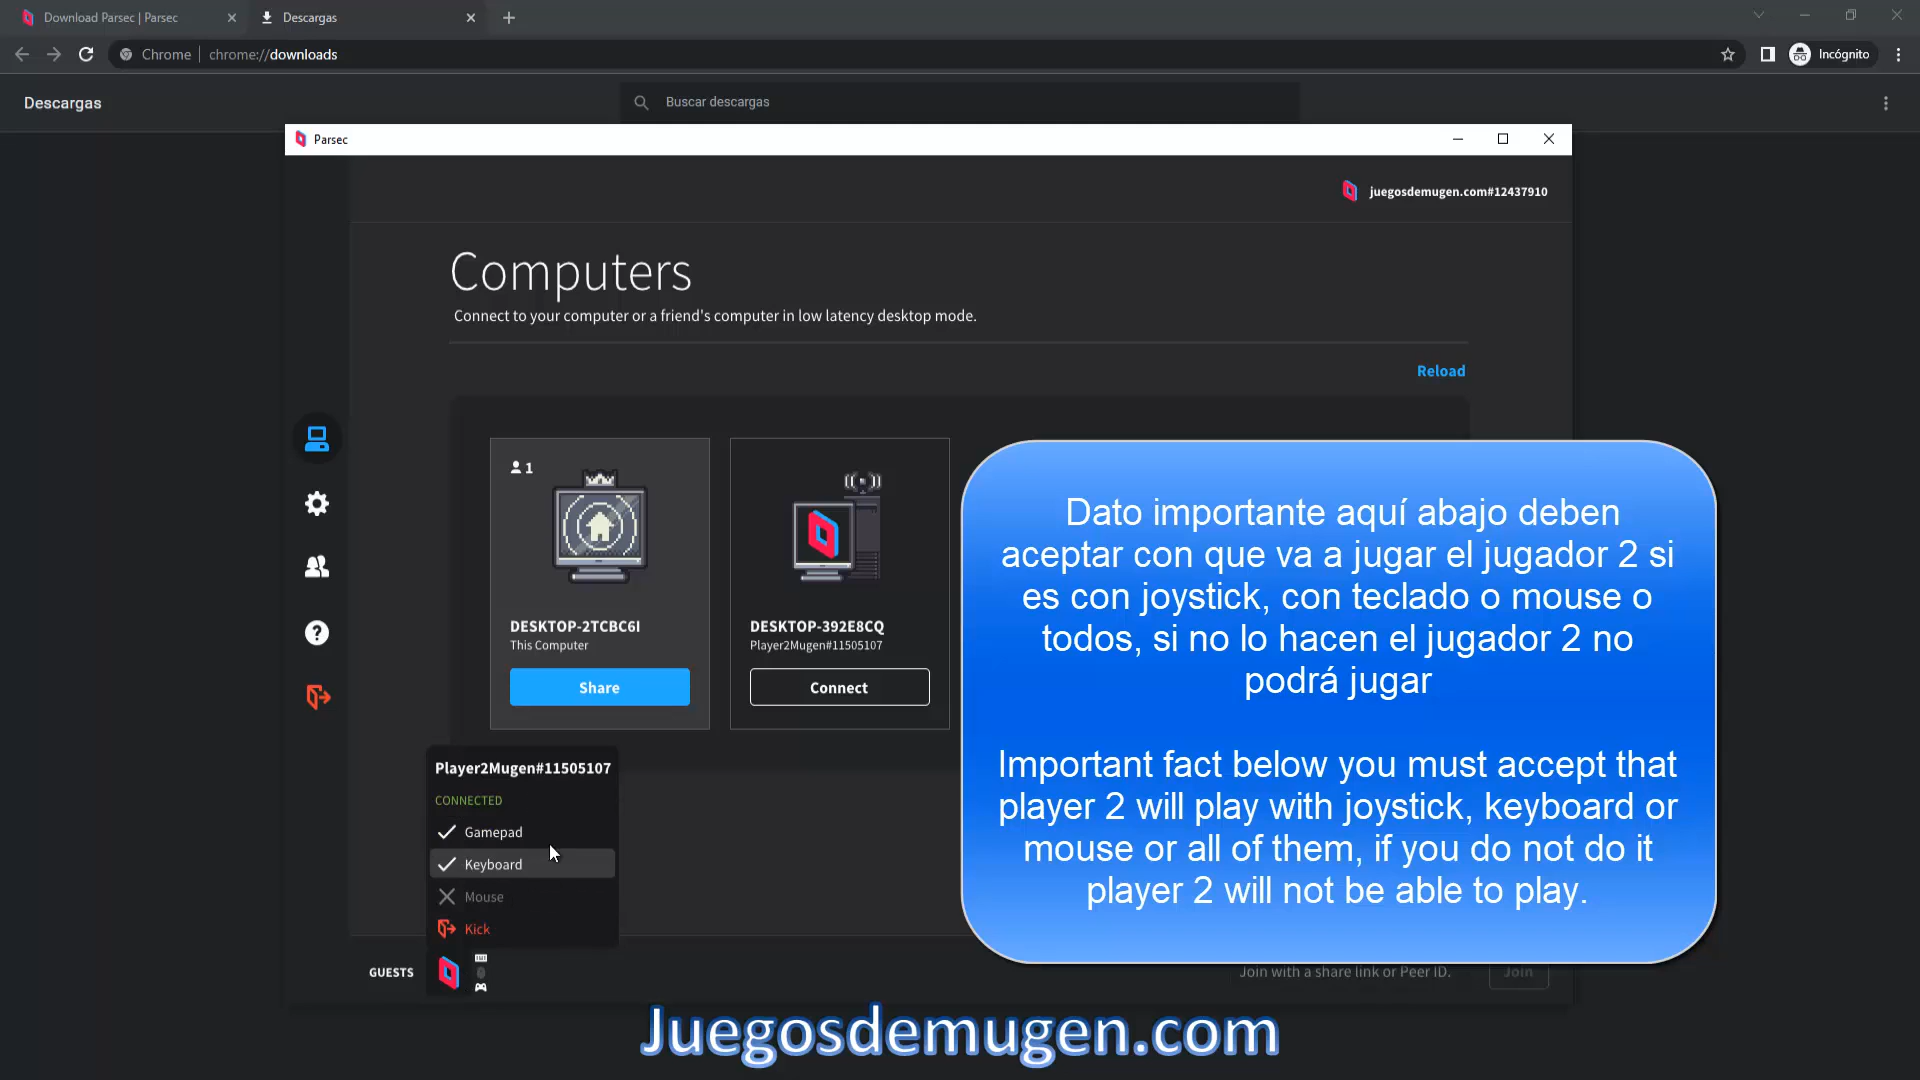 Download Parsec | Parsec
Descargas
Chrome
chrome://downloads
Incógnito
Descargas
Buscar descargas
Parsec
juegosdemugen.com#12437910
Computers
Connect to your computer or a friend's computer in low latency desktop mode.
Reload
1
DESKTOP-2TCBC6I
This Computer
Share
DESKTOP-392E8CQ
Player2Mugen#11505107
Connect
Dato importante aquí abajo deben
aceptar con que va a jugar el jugador 2 si
es con joystick, con teclado o mouse o
todos, si no lo hacen el jugador 2 no
podrá jugar
Important fact below you must accept that
player 2 will play with joystick, keyboard or
mouse or all of them, if you do not do it
player 2 will not be able to play.
Player2Mugen#11505107
CONNECTED
Gamepad
Keyboard
Mouse
Kick
GUESTS
Join with a share link or Peer ID.
Join
Juegosdemugen.com